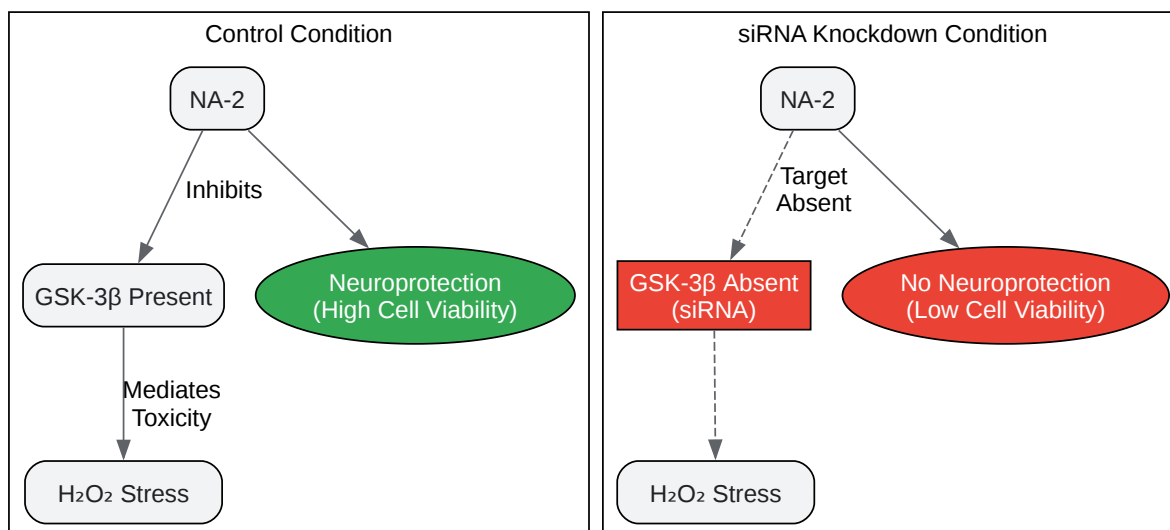 Control Condition
NA-2
Inhibits
GSK-3β Present
Neuroprotection
(High Cell Viability)
Mediates
Toxicity
H₂O₂ Stress
siRNA Knockdown Condition
NA-2
Target
Absent
GSK-3β Absent
(siRNA)
No Neuroprotection
(Low Cell Viability)
H₂O₂ Stress